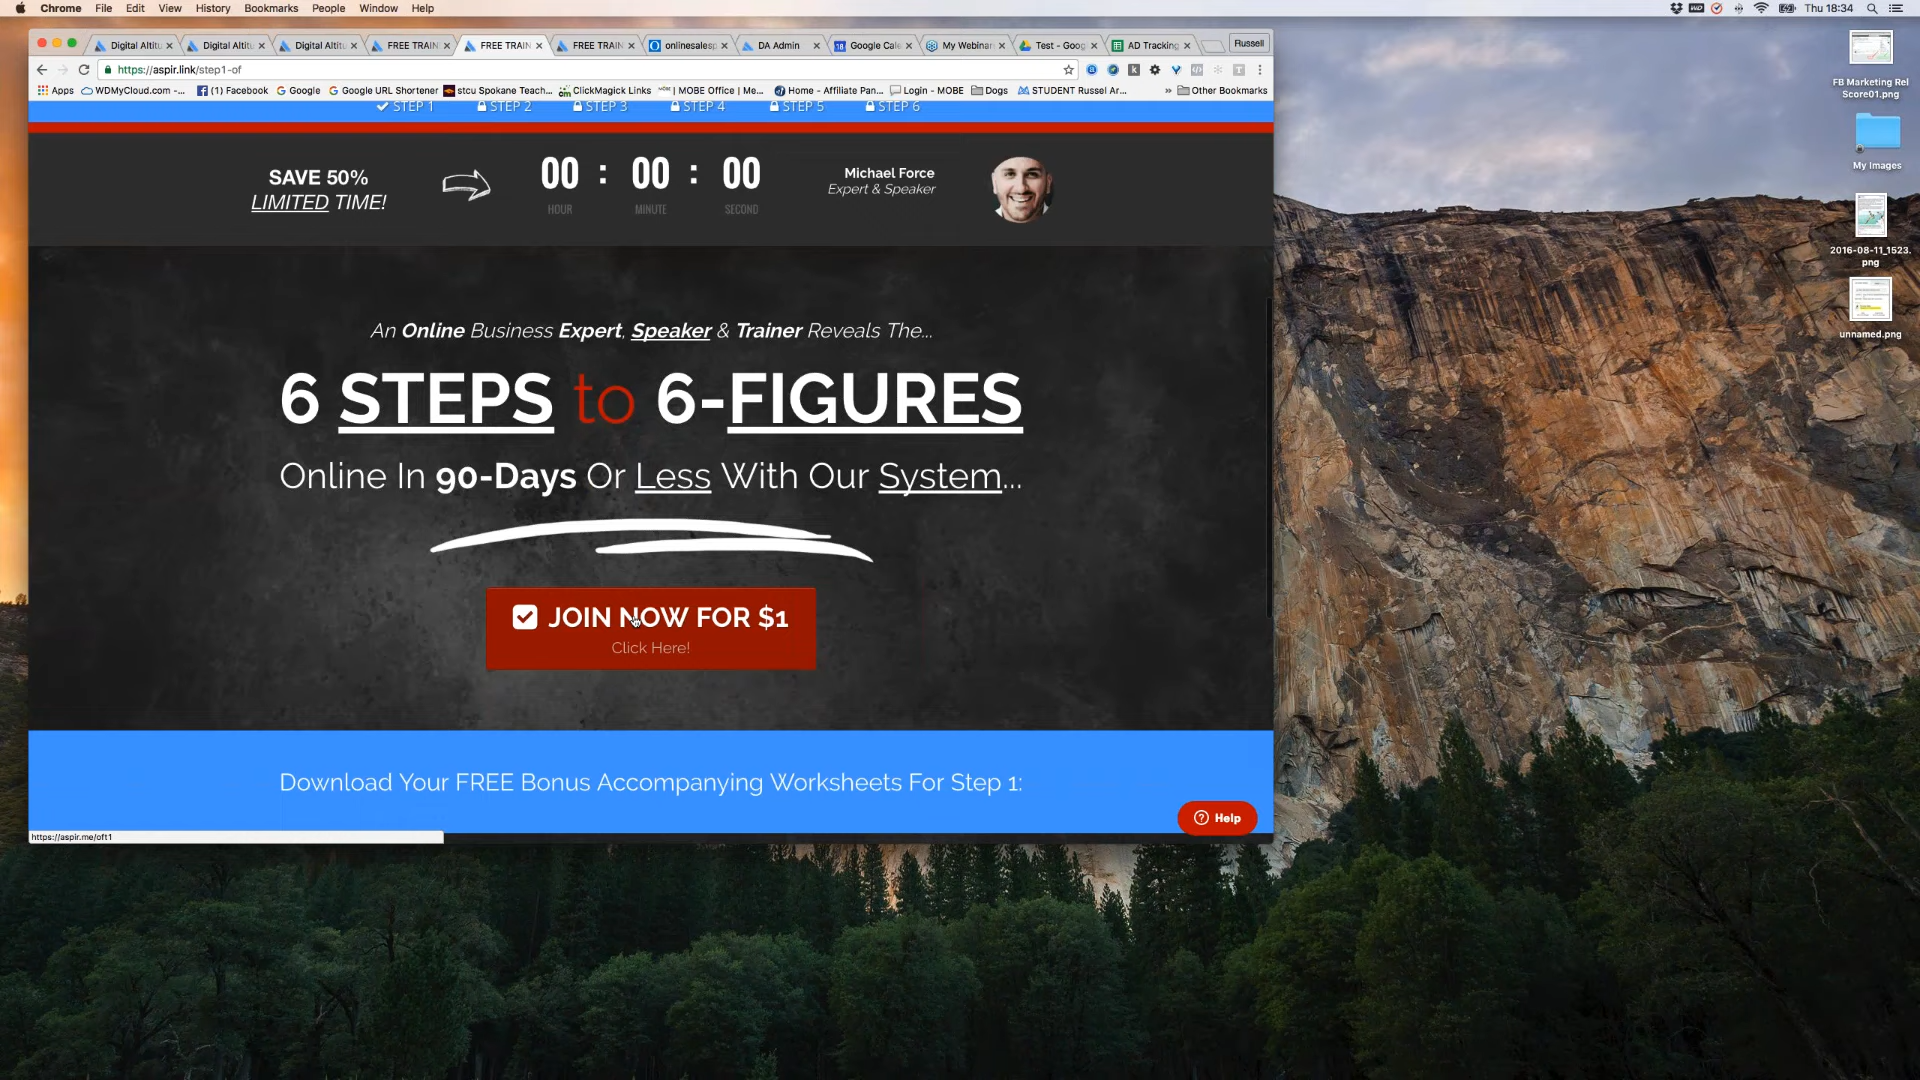 Chrome File Edit View History Bookmarks People Window Help
Thu 18:34
Digital Altitu
Digital Altitu
Digital Altitu
FREE TRAIN
FREE TRAIN
FREE TRAIN
onlinesalesp
DA Admin
Google Cale
My Webinar
Test - Goog
AD Tracking
Russell
https://aspir.link/step1-of
Apps WDMyCloud.com -... (1) Facebook Google Google URL Shortener stcu Spokane Teach... ClickMagick Links MOBE Office | Me... Home - Affiliate Pan... Login - MOBE Dogs STUDENT Russel Ar... » Other Bookmarks
STEP 1 STEP 2 STEP 3 STEP 4 STEP 5 STEP 6
SAVE 50%
LIMITED TIME!
00 : 00 : 00
HOUR MINUTE SECOND
Michael Force
Expert & Speaker
An Online Business Expert, Speaker & Trainer Reveals The...
6 STEPS to 6-FIGURES
Online In 90-Days Or Less With Our System...
JOIN NOW FOR $1
Click Here!
Download Your FREE Bonus Accompanying Worksheets For Step 1:
Help
https://aspir.me/oft1
FB Marketing Rel
Score01.png
My Images
2016-08-11_1523.
png
unnamed.png